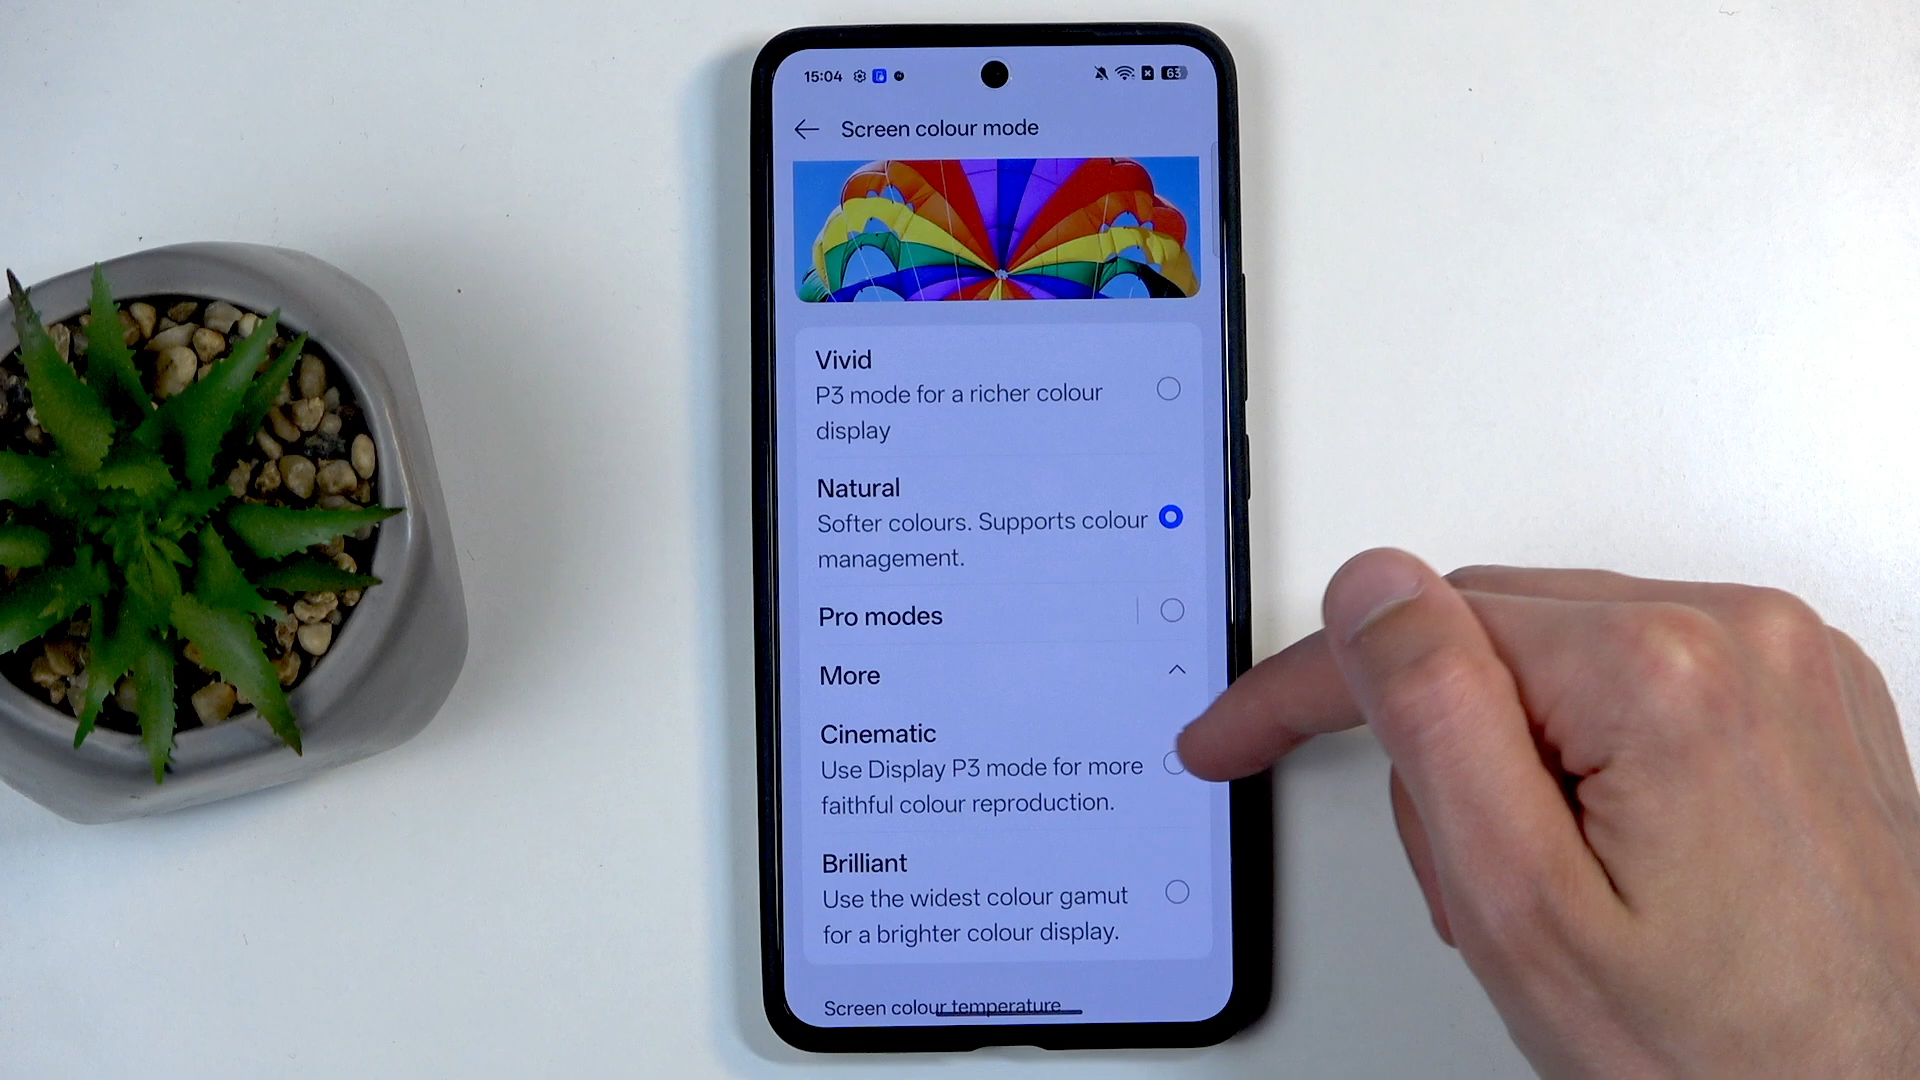 15:04
63
Screen colour mode
Vivid
P3 mode for a richer colour
display
Natural
Softer colours. Supports colour
management.
Pro modes
More
Cinematic
Use Display P3 mode for more
faithful colour reproduction.
Brilliant
Use the widest colour gamut
for a brighter colour display.
Screen colour temperature